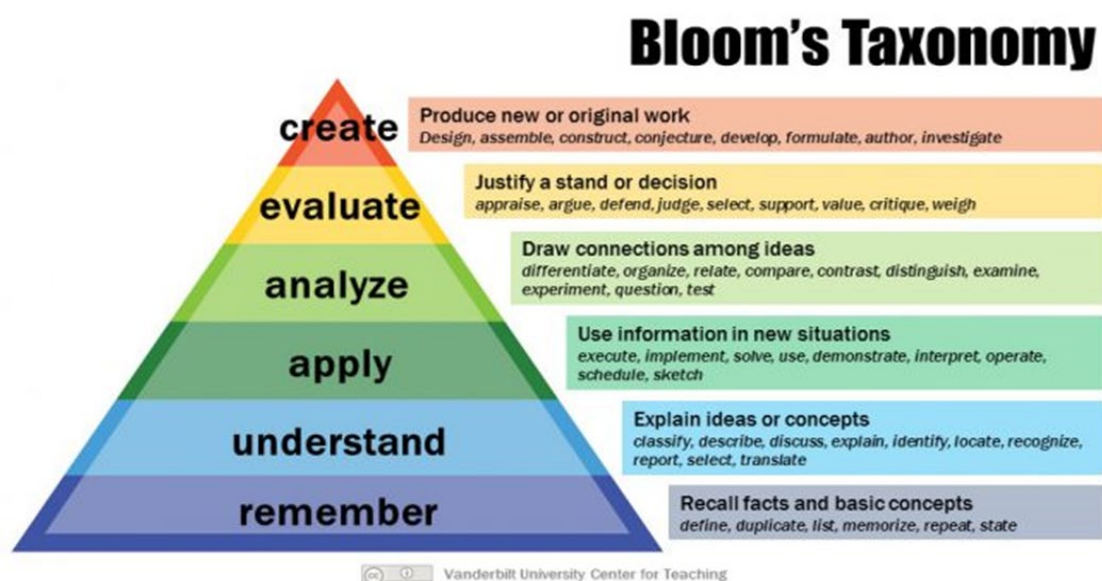 Bloom's Taxonomy
create
Produce new or original work
Design, assemble, construct, conjecture, develop, formulate, author, investigate
evaluate
Justify a stand or decision
appraise, argue, defend, judge, select, support, value, critique, weigh
analyze
Draw connections among ideas
differentiate, organize, relate, compare, contrast, distinguish, examine,
experiment, question, test
apply
Use information in new situations
execute, implement, solve, use, demonstrate, interpret, operate,
schedule, sketch
understand
Explain ideas or concepts
classify, describe, discuss, explain, identify, locate, recognize,
report, select, translate
remember
Recall facts and basic concepts
define, duplicate, list, memorize, repeat, state
cc
Vanderbilt University Center for Teaching